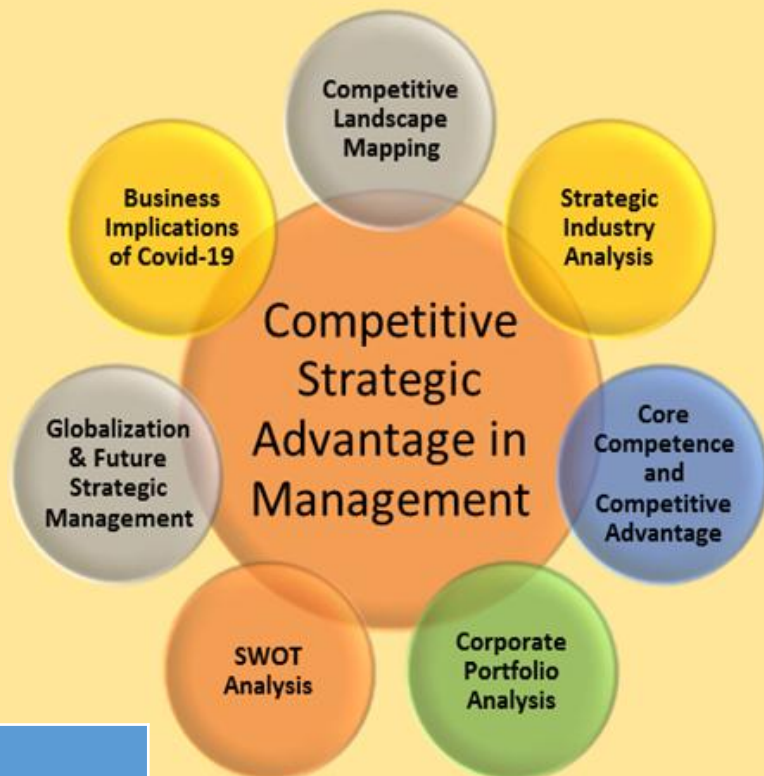 Competitive
Landscape
Mapping
Strategic
Industry
Analysis
Core
Competence
and
Competitive
Advantage
Corporate
Portfolio
Analysis
SWOT
Analysis
Globalization
& Future
Strategic
Management
Business
Implications
of Covid-19
Competitive
Strategic
Advantage in
Management